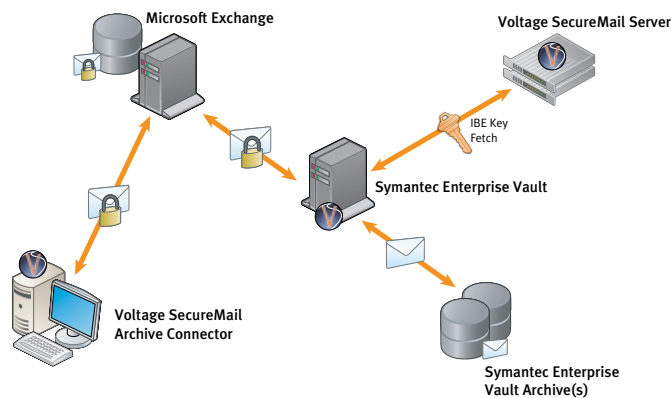 Microsoft Exchange
Voltage SecureMail Server
IBE Key
Fetch
Symantec Enterprise Vault
Voltage SecureMail
Archive Connector
Symantec Enterprise
Vault Archive(s)